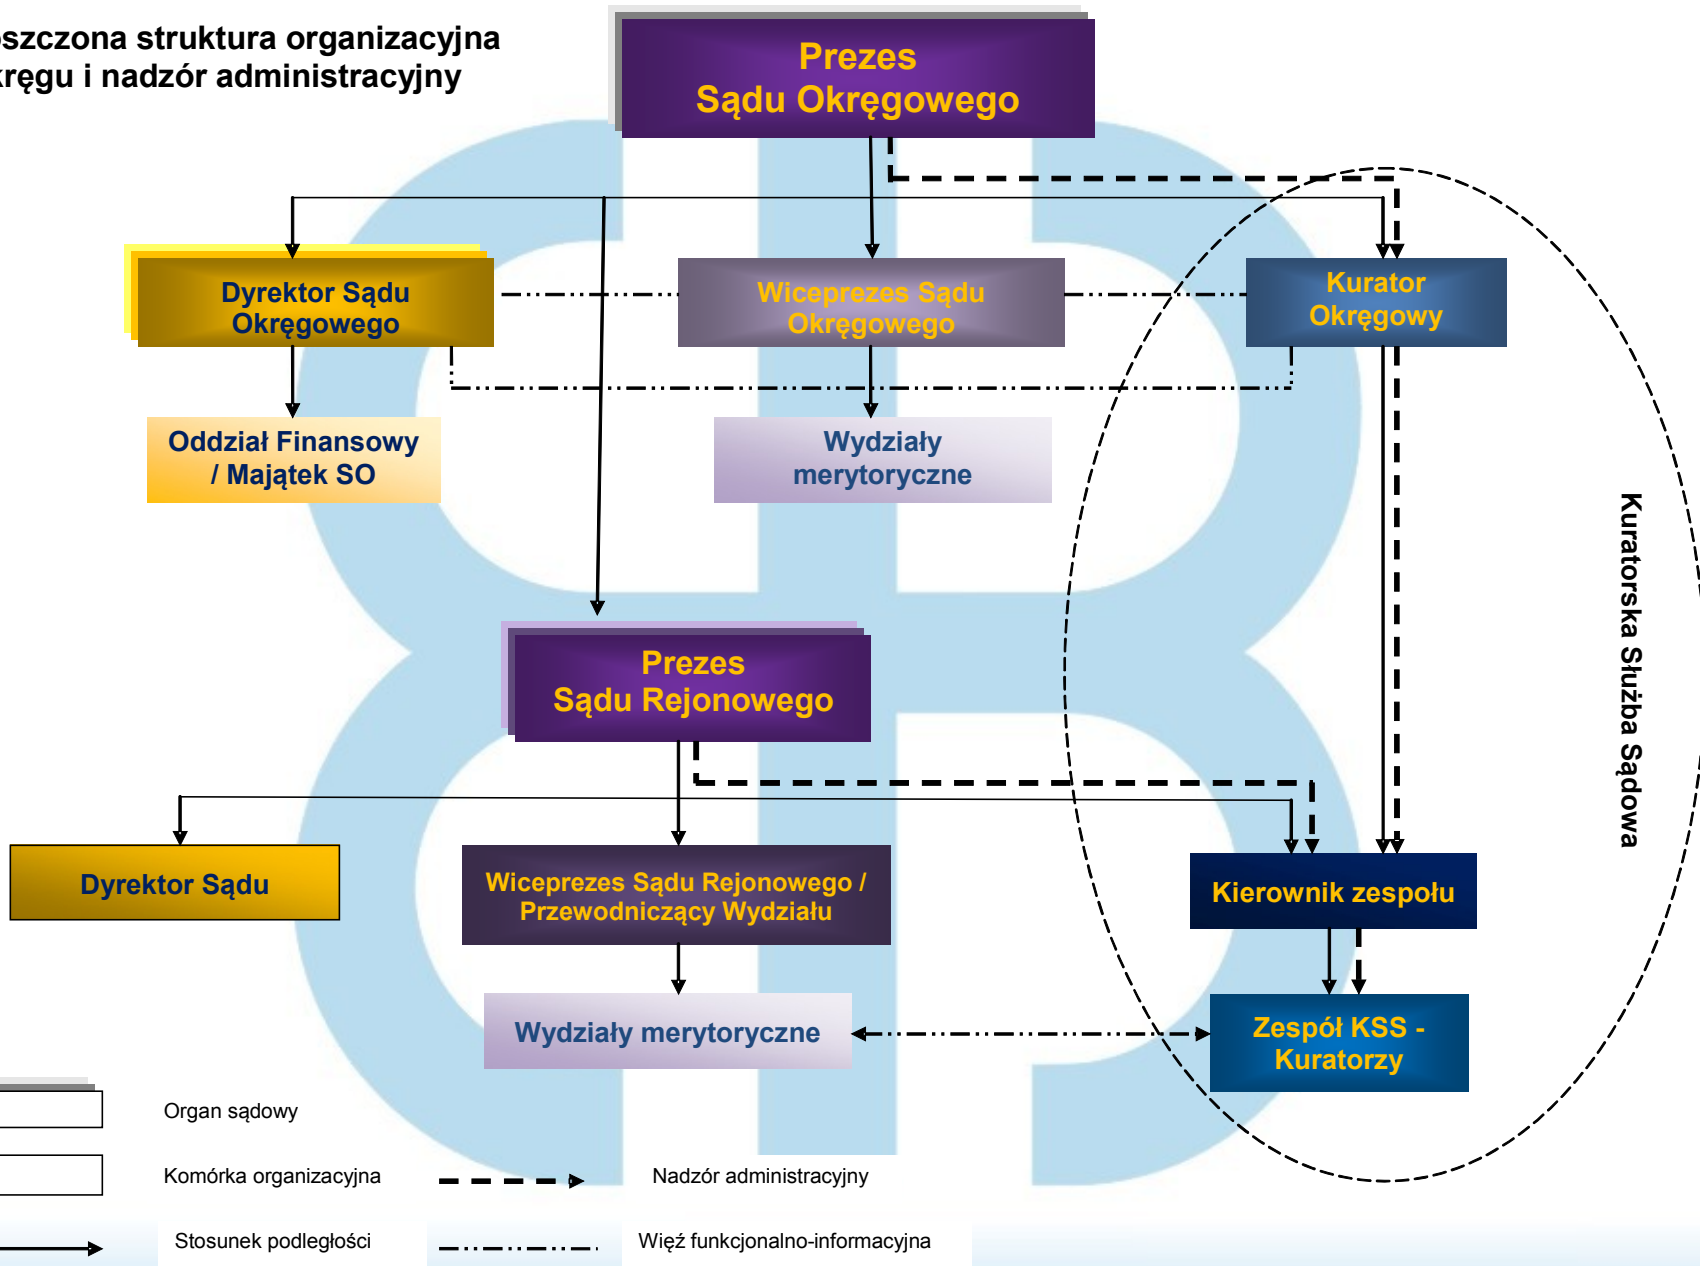 oszczona struktura organizacyjna
kręgu i nadzór administracyjny
Prezes
Sądu Okręgowego
Dyrektor Sądu
Okręgowego
Wiceprezes Sądu
Okręgowego
Kurator
Okręgowy
Oddział Finansowy
/ Majątek SO
Wydziały
merytoryczne
Kuratorska Służba Sądowa
Prezes
Sądu Rejonowego
Dyrektor Sądu
Wiceprezes Sądu Rejonowego /
Przewodniczący Wydziału
Kierownik zespołu
Wydziały merytoryczne
Zespół KSS -
Kuratorzy
Organ sądowy
Komórka organizacyjna
Nadzór administracyjny
Stosunek podległości
Więź funkcjonalno-informacyjna